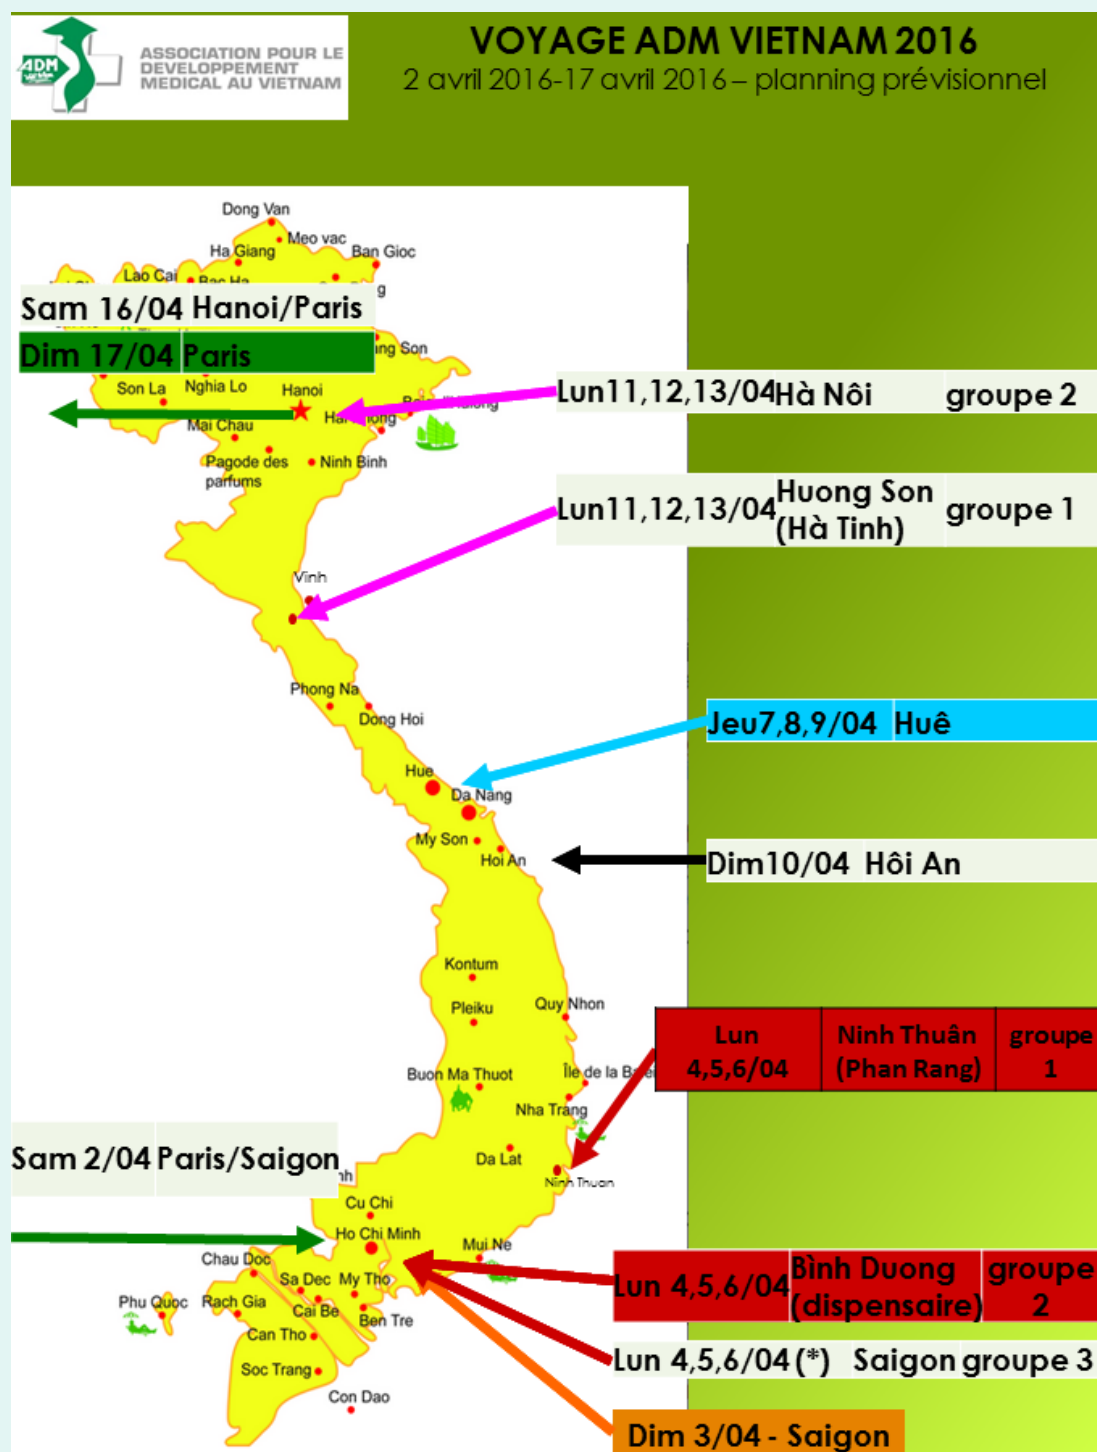 ADM
VIETNAM
ASSOCIATION POUR LE
DEVELOPPEMENT
MEDICAL AU VIETNAM
VOYAGE ADM VIETNAM 2016
2 avril 2016-17 avril 2016 – planning prévisionnel
Dong Van
Meo vac
Ha Giang
Ban Gioc
Lao Cai
Bac Ha
Sam 16/04 Hanoi/Paris
Dim 17/04 Paris
Son La
Nghia Lo
Hanoi
Lun11,12,13/04 Hà Nôi groupe 2
Mai Chau
Pagode des
parfums
Ninh Binh
Lun11,12,13/04 Huong Son
(Hà Tinh) groupe 1
Vinh
Phong Na
Dong Hoi
Jeu7,8,9/04 Huê
Hue
Da Nang
My Son
Hoi An
Dim10/04 Hôi An
Kontum
Pleiku
Quy Nhon
Lun
4,5,6/04
Ninh Thuân
(Phan Rang)
groupe
1
Buon Ma Thuot
Île de la
Nha Trang
Da Lat
Ninh Thuan
Sam 2/04 Paris/Saigon
Cu Chi
Ho Chi Minh
Mui Ne
Chau Doc
Sa Dec
My Tho
Phu Quoc
Rach Gia
Cai Be
Ben Tre
Can Tho
Soc Trang
Con Dao
Lun 4,5,6/04 Bình Duong
(dispensaire)
groupe
2
Lun 4,5,6/04 (*) Saigon groupe 3
Dim 3/04 - Saigon